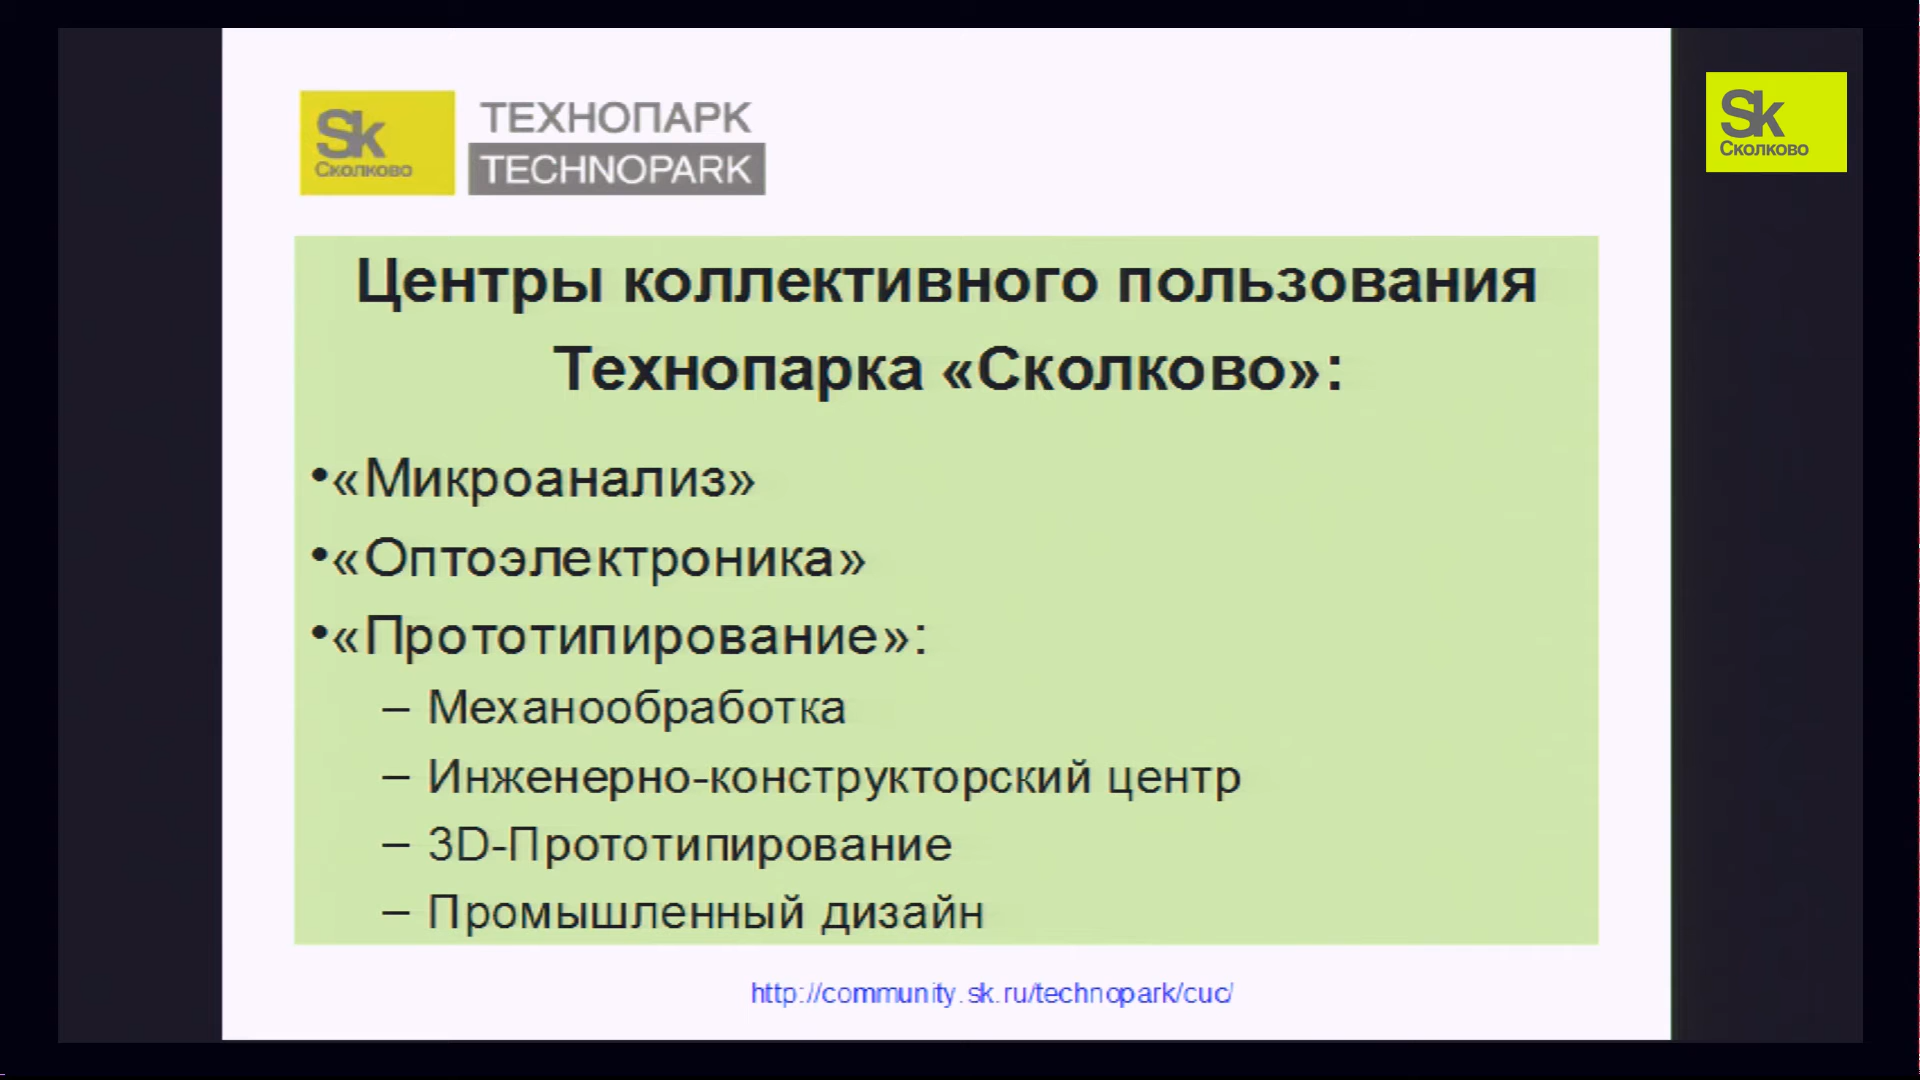 Sk
Сколково
ТЕХНОПАРК
TECHNOPARK
Sk
Сколково
Центры коллективного пользования
Технопарка «Сколково»:
•«Микроанализ»
•«Оптоэлектроника»
•«Прототипирование»:
– Механообработка
– Инженерно-конструкторский центр
– 3D-Прототипирование
– Промышленный дизайн
http://community.sk.ru/technopark/cuc/